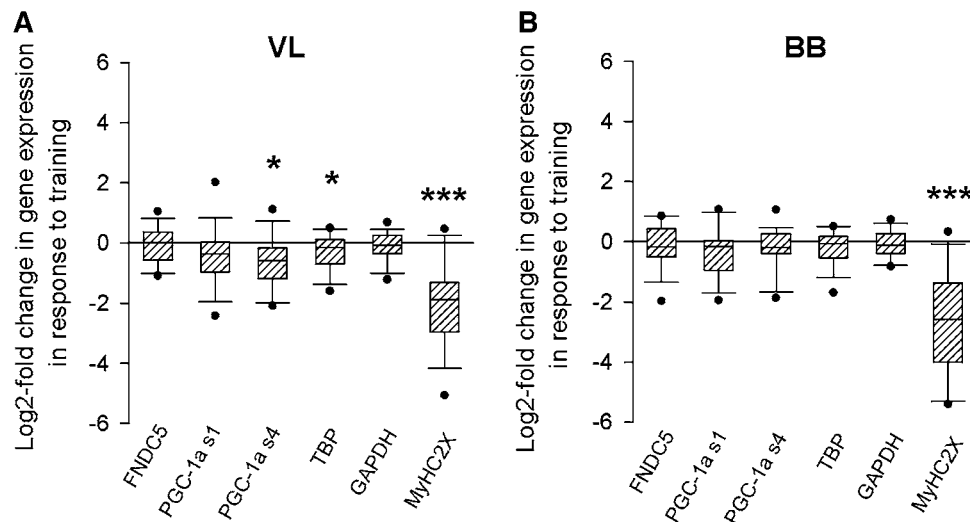 A
VL
Log2-fold change in gene expression
in response to training
6
4
2
0
-2
-4
-6
*
*
***
FNDC5
PGC-1a s1
PGC-1a s4
TBP
GAPDH
MyHC2X
B
BB
Log2-fold change in gene expression
in response to training
6
4
2
0
-2
-4
-6
***
FNDC5
PGC-1a s1
PGC-1a s4
TBP
GAPDH
MyHC2X